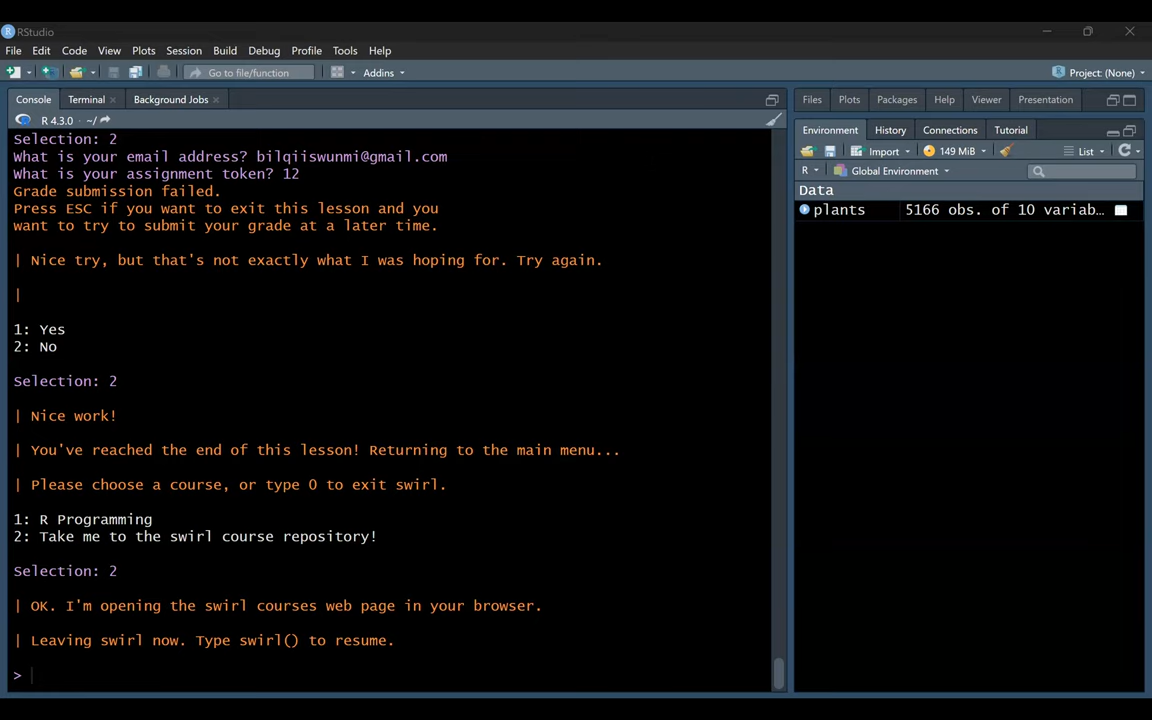 RStudio
File Edit Code View Plots Session Build Debug Profile Tools Help
Go to file/function Addins Project: (None)
Console Terminal Background Jobs
R 4.3.0 · ~/
Selection: 2
What is your email address? bilqiiswunmi@gmail.com
What is your assignment token? 12
Grade submission failed.
Press ESC if you want to exit this lesson and you
want to try to submit your grade at a later time.
| Nice try, but that's not exactly what I was hoping for. Try again.
|
1: Yes
2: No
Selection: 2
| Nice work!
| You've reached the end of this lesson! Returning to the main menu...
| Please choose a course, or type 0 to exit swirl.
1: R Programming
2: Take me to the swirl course repository!
Selection: 2
| OK. I'm opening the swirl courses web page in your browser.
| Leaving swirl now. Type swirl() to resume.
>
Files Plots Packages Help Viewer Presentation
Environment History Connections Tutorial
Import 149 MiB List
R Global Environment
Data
plants 5166 obs. of 10 variab…